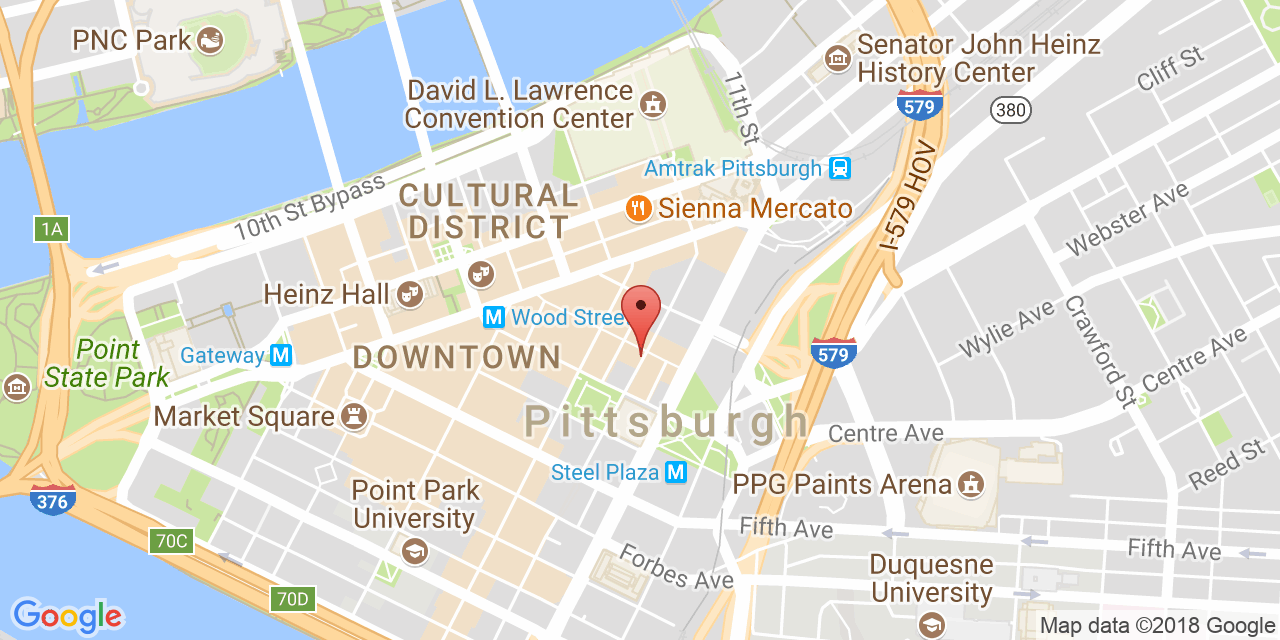 PNC Park
Senator John Heinz
History Center
579
380
Cliff St
David L. Lawrence
Convention Center
11th St
Amtrak Pittsburgh
I-579 HOV
CULTURAL
DISTRICT
10th St Bypass
Sienna Mercato
Webster Ave
1A
Heinz Hall
M
Wood Stree
Gateway M
DOWNTOWN
Point
State Park
579
Wylie Ave
Crawford St
Centre Ave
Market Square
Pittsburgh
Centre Ave
Steel Plaza M
PPG Paints Arena
Reed St
376
Point Park
University
Fifth Ave
Fifth Ave
70C
Forbes Ave
Duquesne
University
70D
Google
Map data ©2018 Google